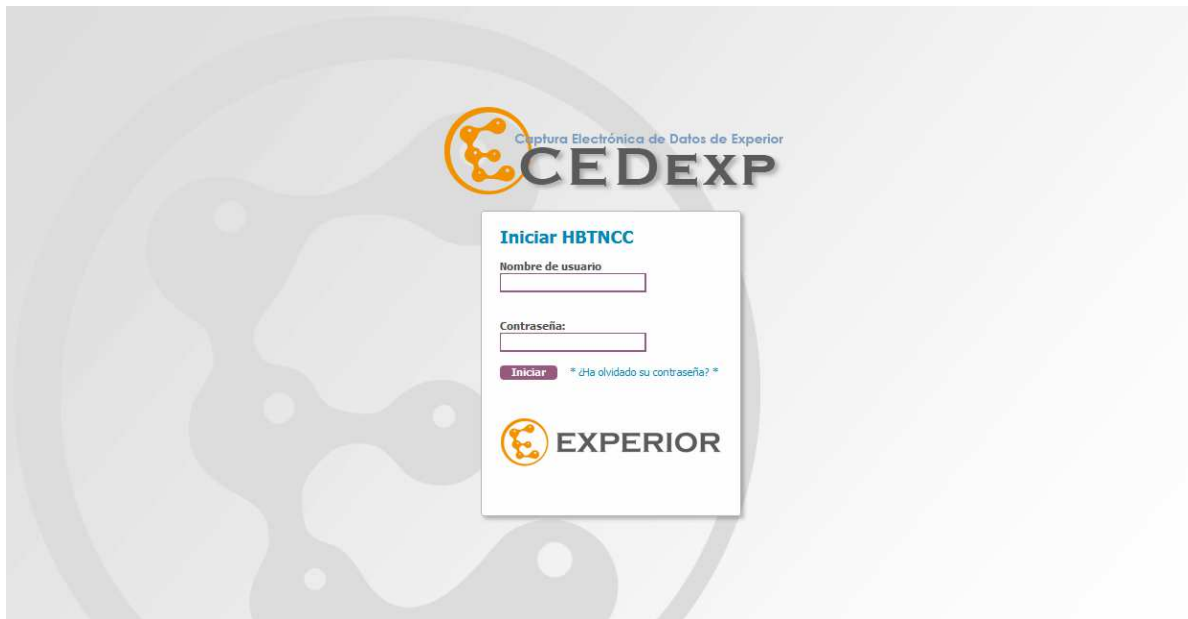 Captura Electrónica de Datos de Experior
CEDEXP
Iniciar HBTNCC
Nombre de usuario
Contraseña:
Iniciar * ¿Ha olvidado su contraseña? *
EXPERIOR